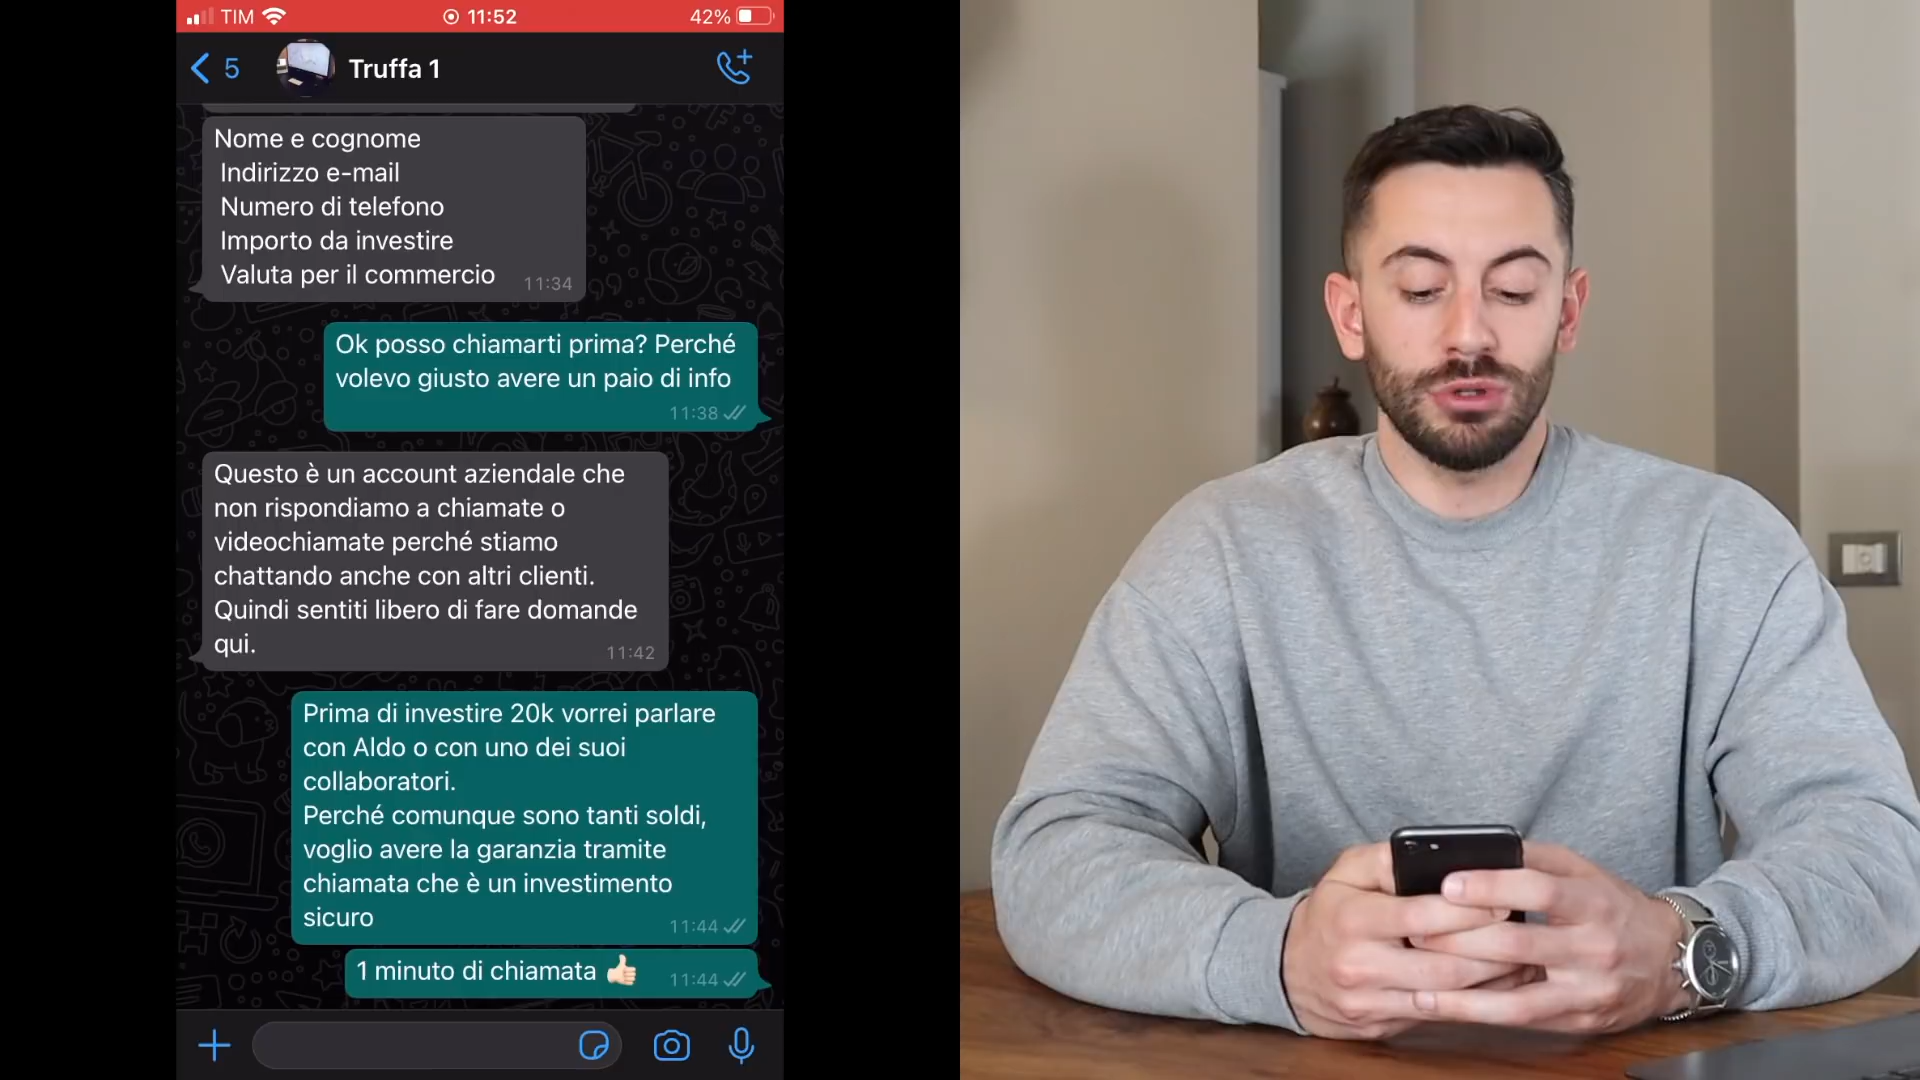 TIM 11:52 42%
5 Truffa 1
Nome e cognome
Indirizzo e-mail
Numero di telefono
Importo da investire
Valuta per il commercio 11:34
Ok posso chiamarti prima? Perché
volevo giusto avere un paio di info
11:38
Questo è un account aziendale che
non rispondiamo a chiamate o
videochiamate perché stiamo
chattando anche con altri clienti.
Quindi sentiti libero di fare domande
qui. 11:42
Prima di investire 20k vorrei parlare
con Aldo o con uno dei suoi
collaboratori.
Perché comunque sono tanti soldi,
voglio avere la garanzia tramite
chiamata che è un investimento
sicuro 11:44
1 minuto di chiamata 👍🏻 11:44